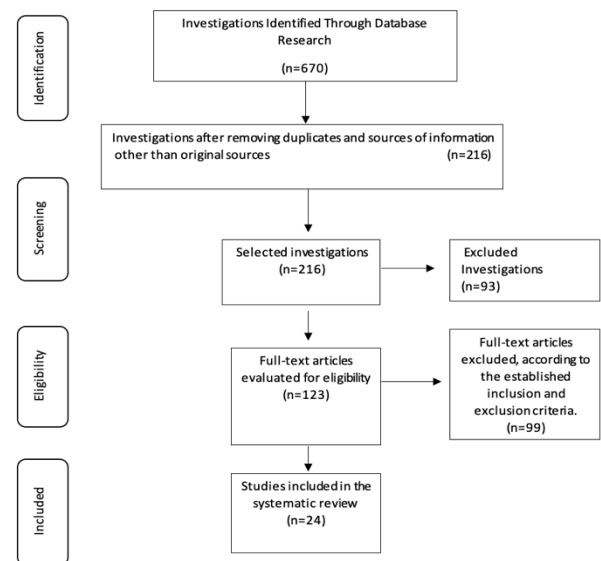 Identification
Investigations Identified Through Database
Research
(n=670)
Investigations after removing duplicates and sources of information
other than original sources (n=216)
Screening
Selected investigations
(n=216)
Excluded
Investigations
(n=93)
Eligibility
Full-text articles
evaluated for eligibility
(n=123)
Full-text articles
excluded, according to
the established
inclusion and
exclusion criteria.
(n=99)
Included
Studies included in the
systematic review
(n=24)